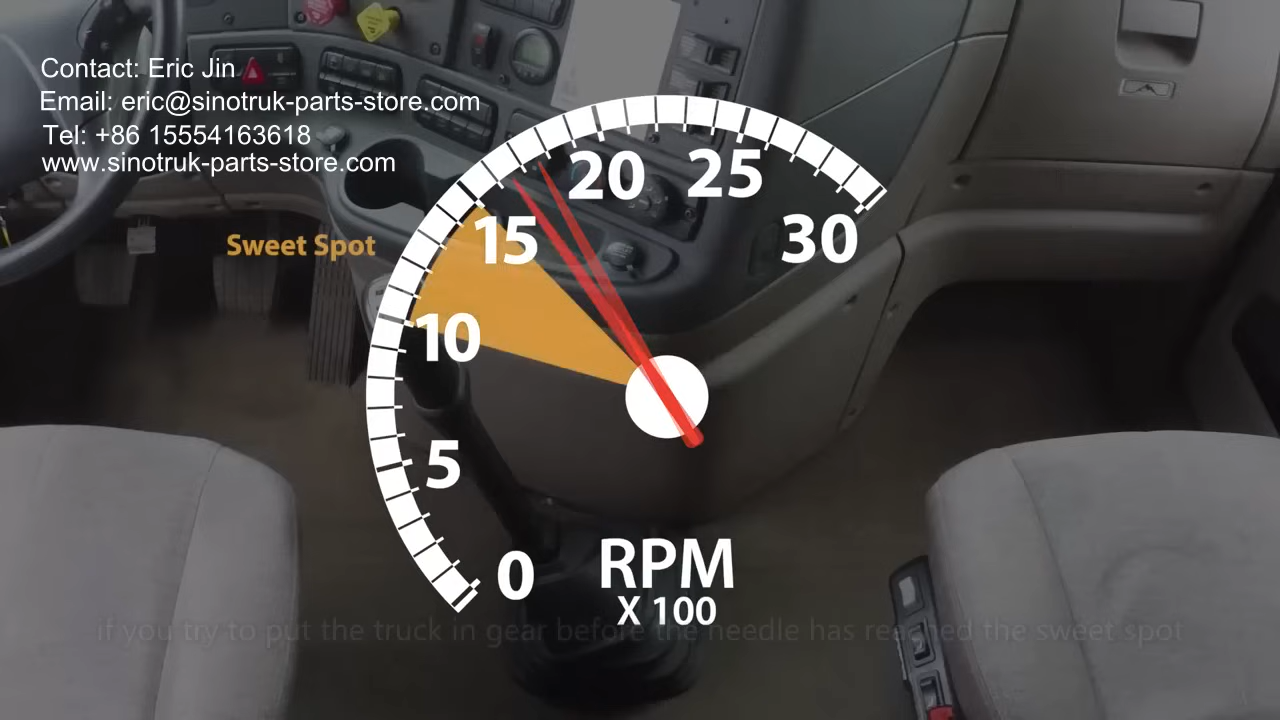 Contact: Eric Jin
Email: eric@sinotruk-parts-store.com
Tel: +86 15554163618
www.sinotruk-parts-store.com
Sweet Spot
0
5
10
15
20
25
30
RPM
X 100
if you try to put the truck in gear before the needle has reached the sweet spot